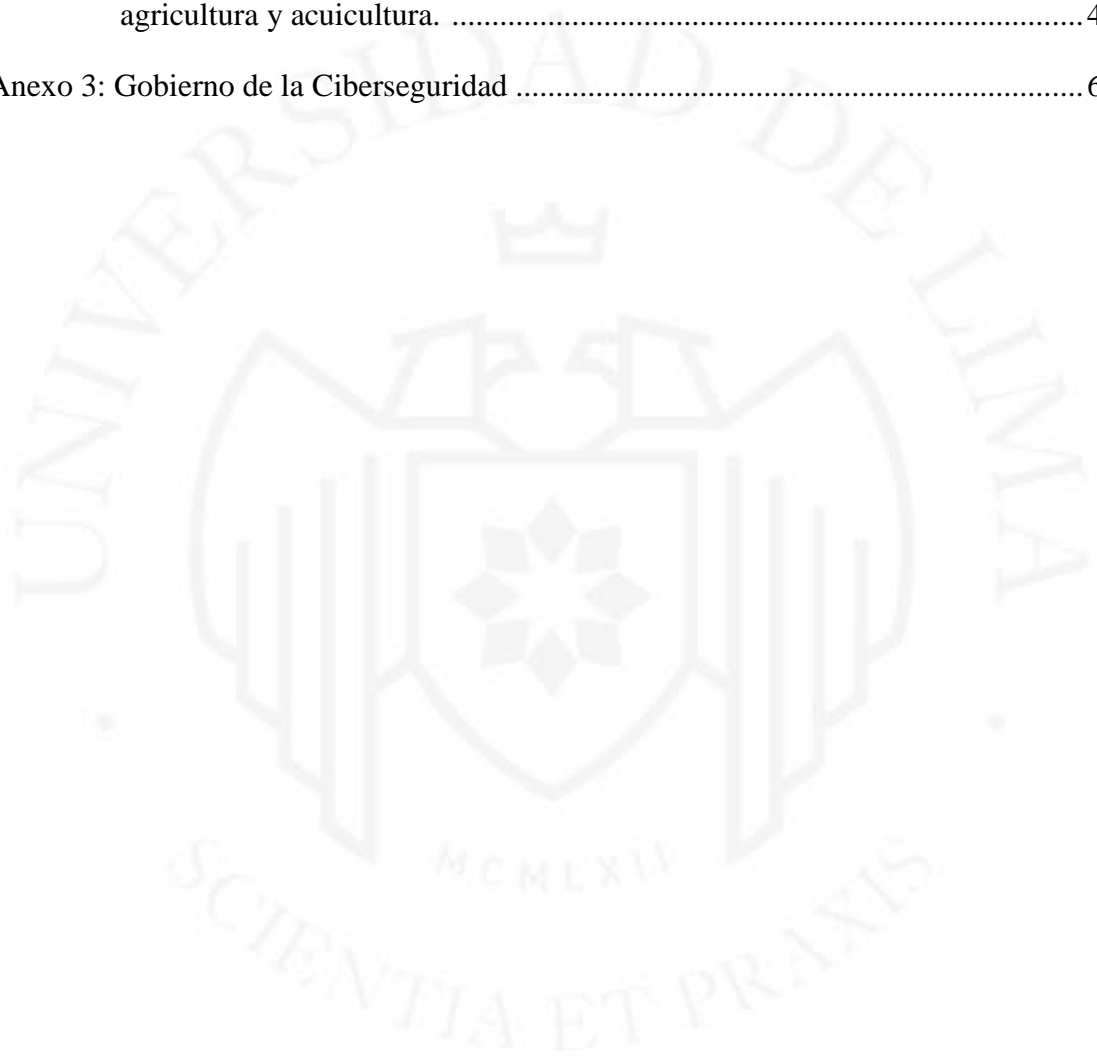 agricultura y acuicultura. ........................................................................4
Anexo 3: Gobierno de la Ciberseguridad ................................................................6
UNIVERSIDAD DE LIMA
MCMLXII
SCIENTIA ET PRAXIS